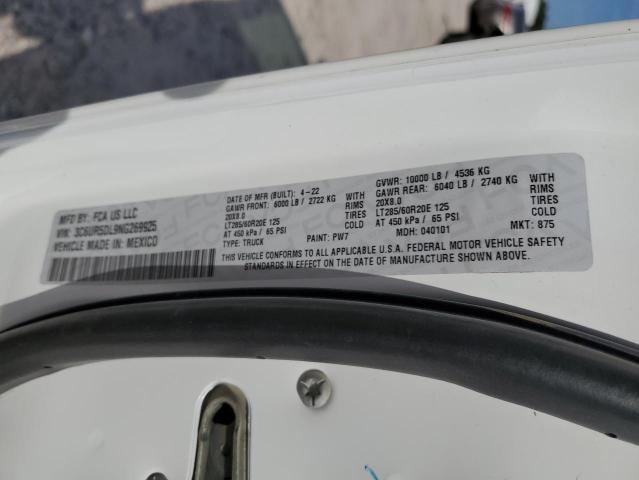 MFD BY: FCA US LLC
VIN: 3C6UR5DL9NG269925
VEHICLE MADE IN: MEXICO
DATE OF MFR (BUILT): 4-22
GAWR FRONT: 6000 LB / 2722 KG WITH
20X8.0 RIMS
LT285/60R20E 125 TIRES
AT 450 kPa / 65 PSI COLD
TYPE: TRUCK PAINT: PW7
GVWR: 10000 LB / 4536 KG
GAWR REAR: 6040 LB / 2740 KG WITH
20X8.0 RIMS
LT285/60R20E 125 TIRES
AT 450 kPa / 65 PSI COLD
MDH: 040101 MKT: 875
THIS VEHICLE CONFORMS TO ALL APPLICABLE U.S.A. FEDERAL MOTOR VEHICLE SAFETY
STANDARDS IN EFFECT ON THE DATE OF MANUFACTURE SHOWN ABOVE.